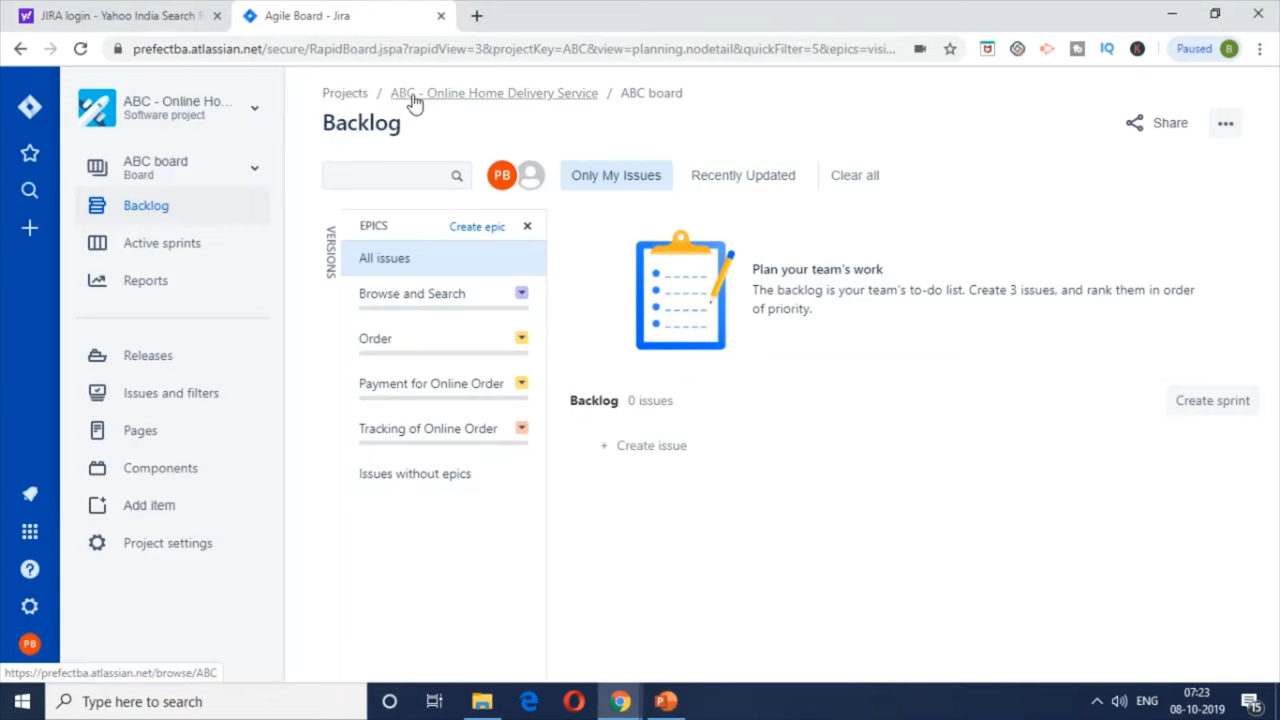 JIRA login - Yahoo India Search R
Agile Board - Jira
prefectba.atlassian.net/secure/RapidBoard.jspa?rapidView=3&projectKey=ABC&view=planning.nodetail&quickFilter=5&epics=visi...
IQ
K
Paused B
ABC - Online Ho...
Software project
ABC board
Board
Backlog
Active sprints
Reports
Releases
Issues and filters
Pages
Components
Add item
Project settings
PB
Projects / ABC - Online Home Delivery Service / ABC board
Backlog
Share
PB
Only My Issues
Recently Updated
Clear all
VERSIONS
EPICS
Create epic
All issues
Browse and Search
Order
Payment for Online Order
Tracking of Online Order
Issues without epics
Plan your team's work
The backlog is your team's to-do list. Create 3 issues, and rank them in order
of priority.
Backlog 0 issues
Create sprint
+ Create issue
https://prefectba.atlassian.net/browse/ABC
Type here to search
ENG
07:23
08-10-2019
15